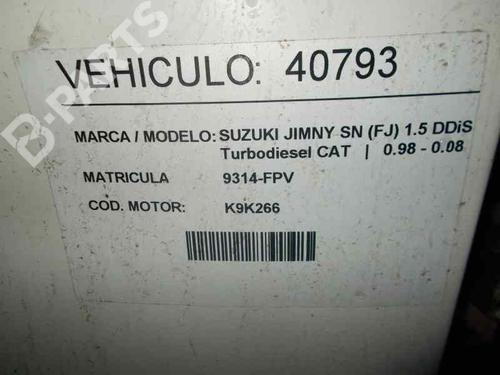 VEHICULO: 40793
MARCA / MODELO: SUZUKI JIMNY SN (FJ) 1.5 DDiS
Turbodiesel CAT | 0.98 - 0.08
MATRICULA 9314-FPV
COD. MOTOR: K9K266
B-PARTS